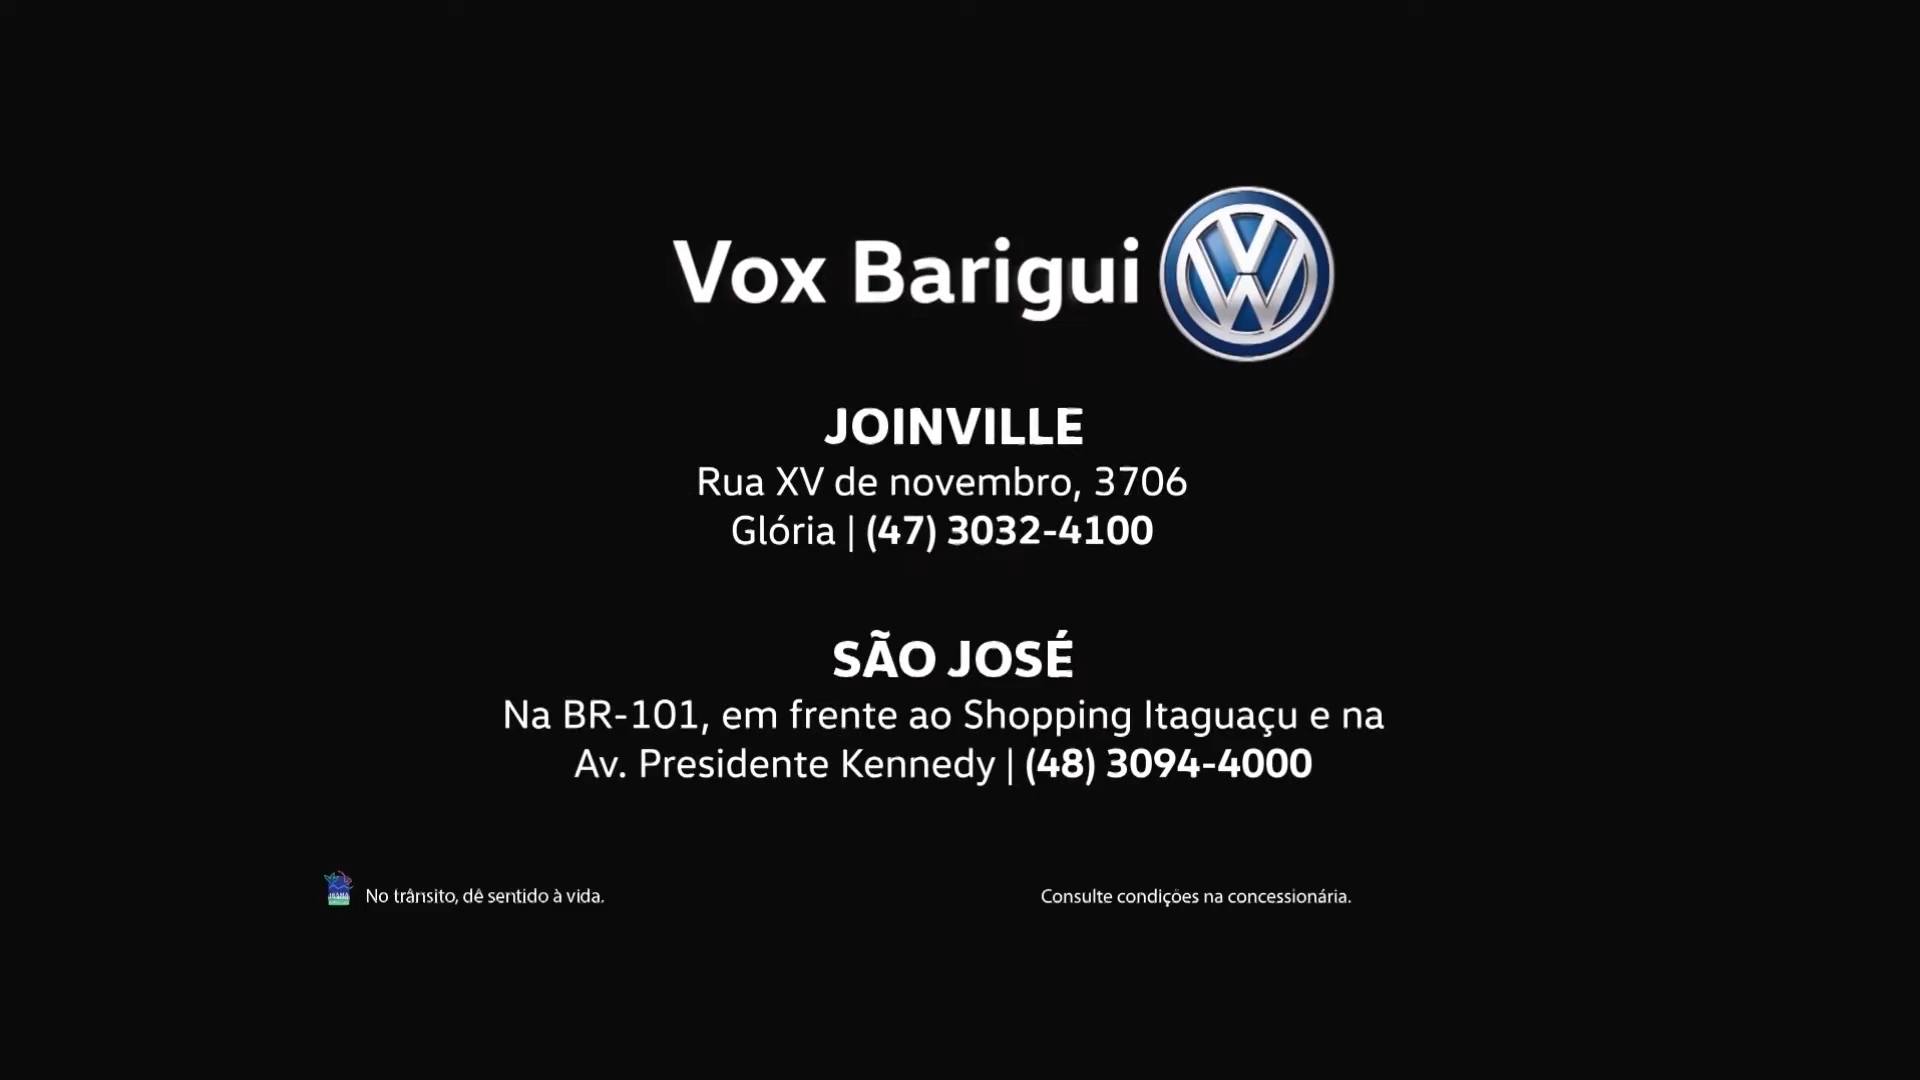 Vox Barigui
JOINVILLE
Rua XV de novembro, 3706
Glória | (47) 3032-4100
SÃO JOSÉ
Na BR-101, em frente ao Shopping Itaguaçu e na
Av. Presidente Kennedy | (48) 3094-4000
No trânsito, dê sentido à vida.
Consulte condições na concessionária.